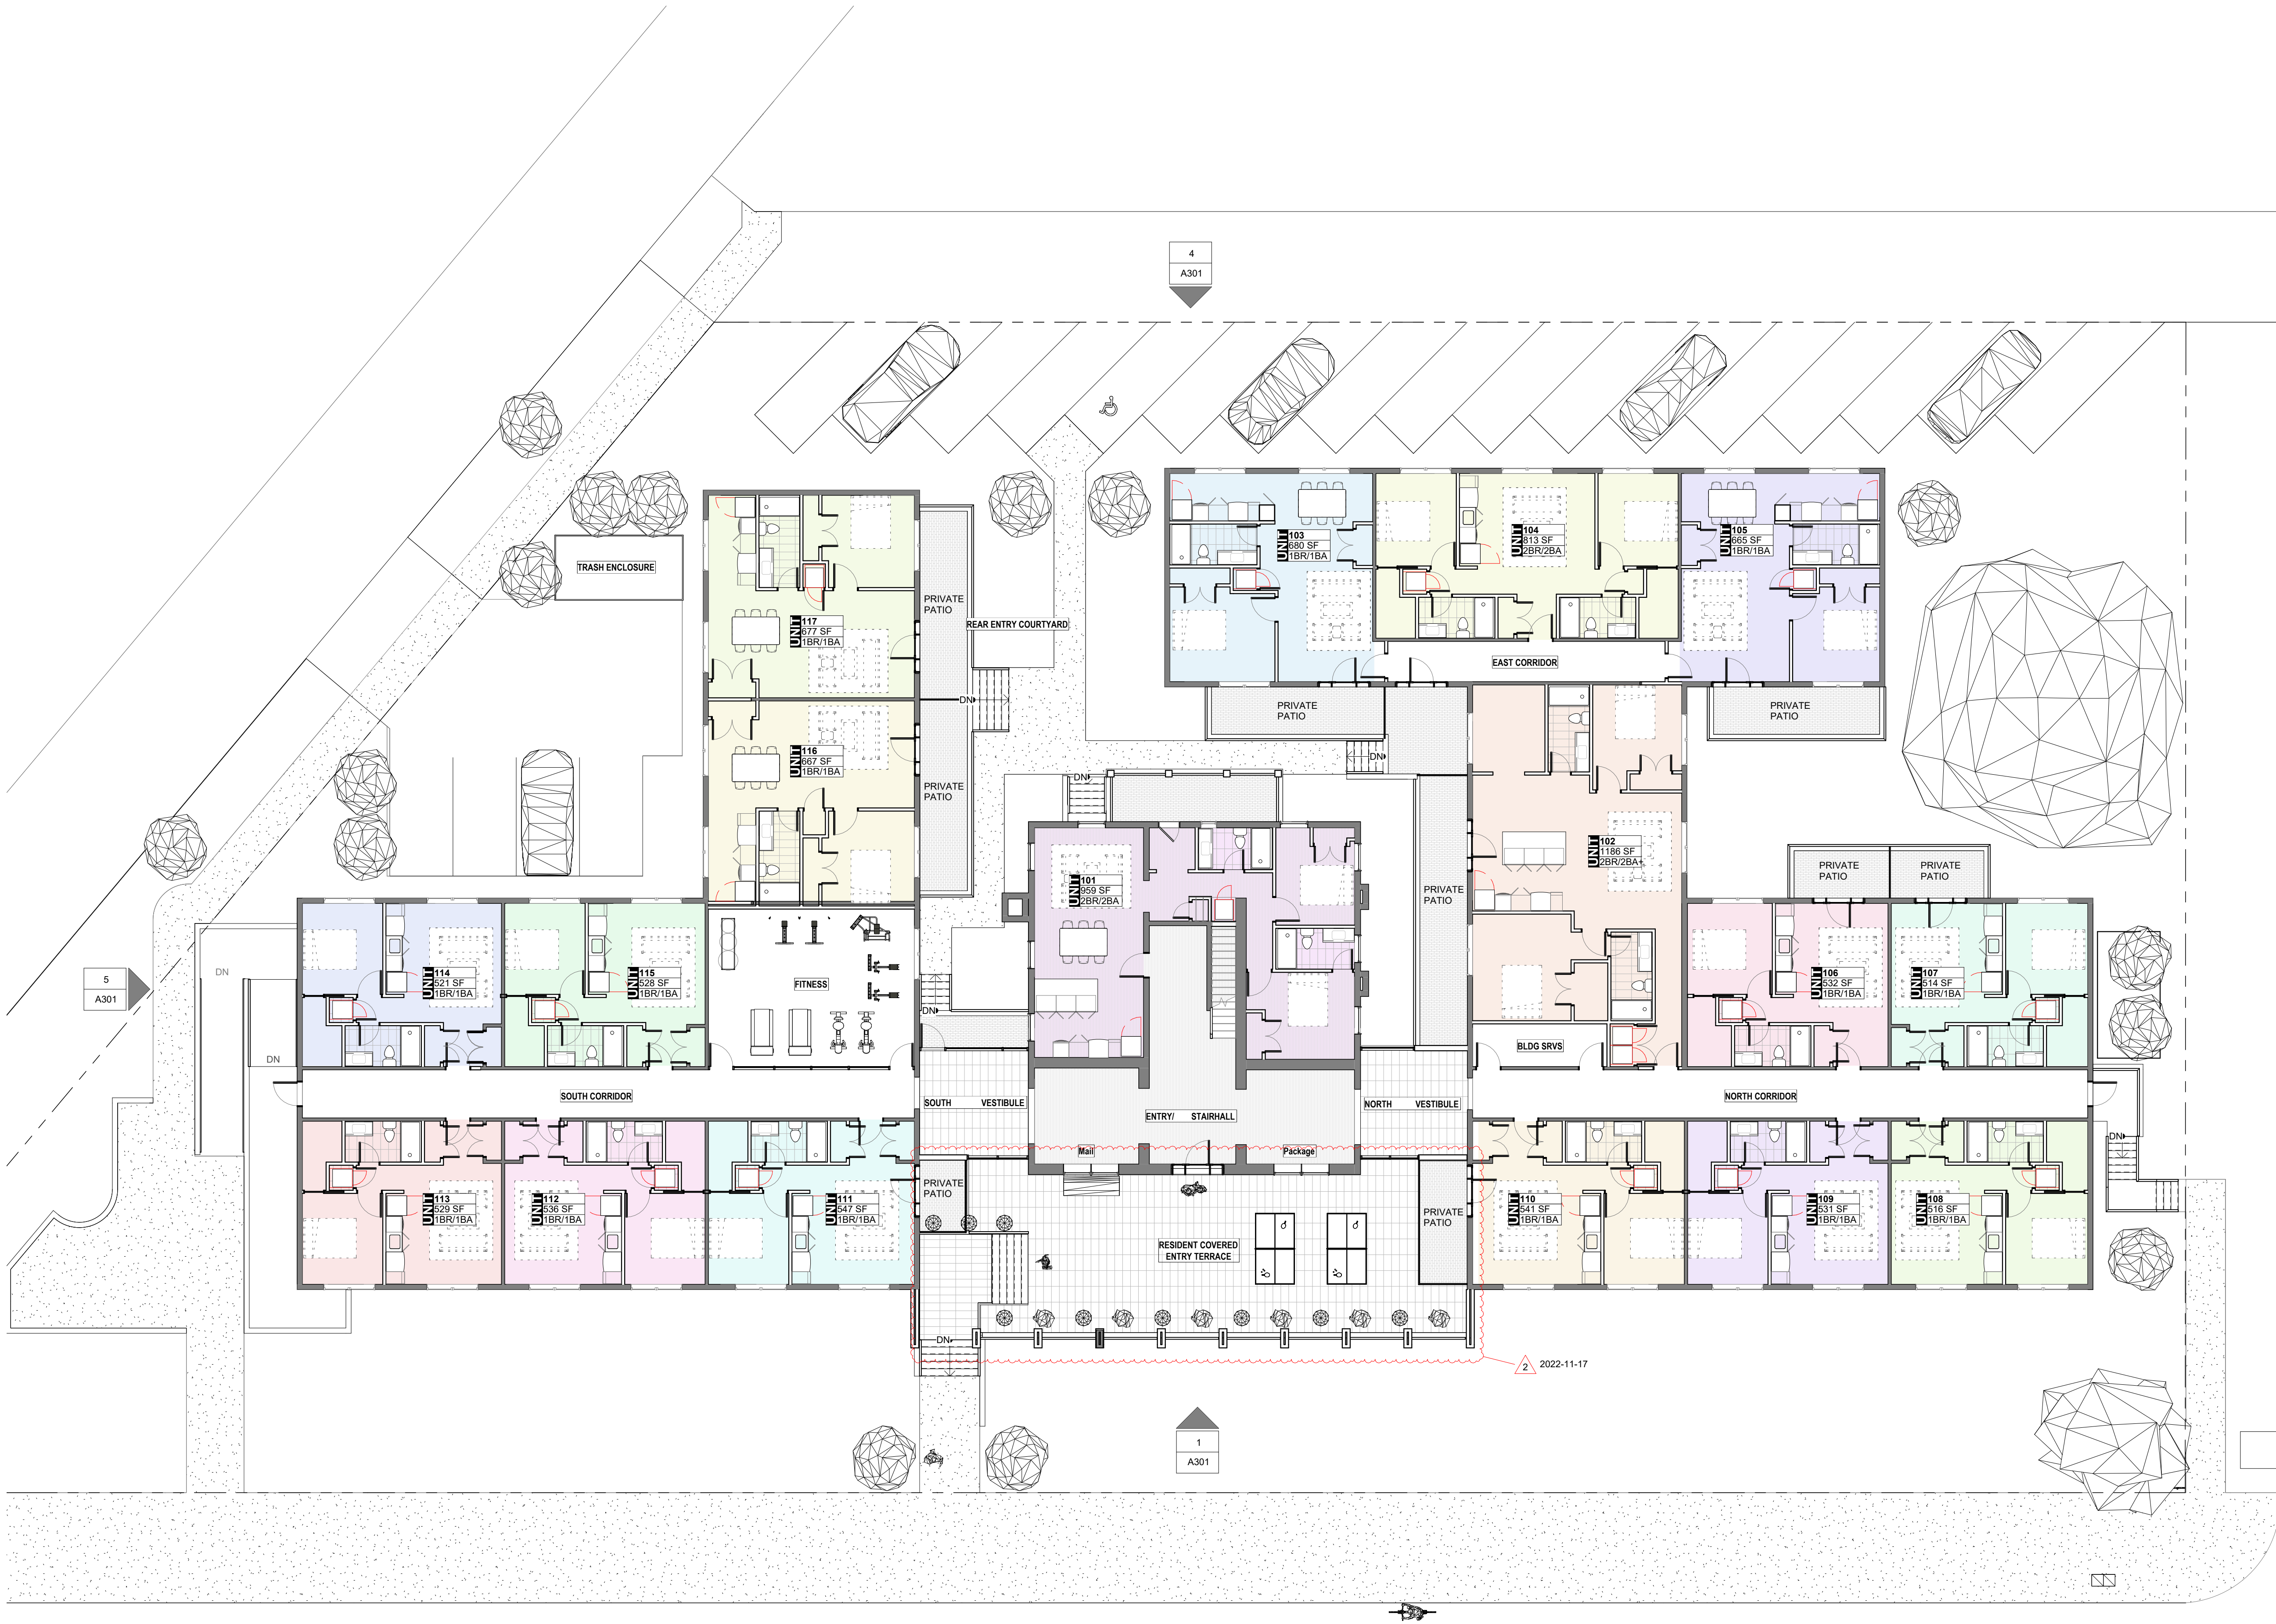 4
A301
UNIT
103
680 SF
1BR/1BA
UNIT
104
813 SF
2BR/2BA
UNIT
105
665 SF
1BR/1BA
TRASH ENCLOSURE
PRIVATE
PATIO
REAR ENTRY COURTYARD
UNIT
117
677 SF
1BR/1BA
EAST CORRIDOR
DN
PRIVATE
PATIO
PRIVATE
PATIO
UNIT
116
667 SF
1BR/1BA
PRIVATE
PATIO
DN
DN
UNIT
102
1186 SF
2BR/2BA+
PRIVATE
PATIO
PRIVATE
PATIO
UNIT
101
959 SF
2BR/2BA
PRIVATE
PATIO
5
A301
DN
UNIT
114
521 SF
1BR/1BA
UNIT
115
528 SF
1BR/1BA
FITNESS
UNIT
106
532 SF
1BR/1BA
UNIT
107
514 SF
1BR/1BA
DN
DN
BLDG SRVS
SOUTH CORRIDOR
SOUTH VESTIBULE
ENTRY/ STAIRHALL
NORTH VESTIBULE
NORTH CORRIDOR
DN
Mail
Package
UNIT
113
529 SF
1BR/1BA
UNIT
112
536 SF
1BR/1BA
UNIT
111
547 SF
1BR/1BA
PRIVATE
PATIO
PRIVATE
PATIO
UNIT
110
541 SF
1BR/1BA
UNIT
109
531 SF
1BR/1BA
UNIT
108
516 SF
1BR/1BA
RESIDENT COVERED
ENTRY TERRACE
DN
2
2022-11-17
1
A301